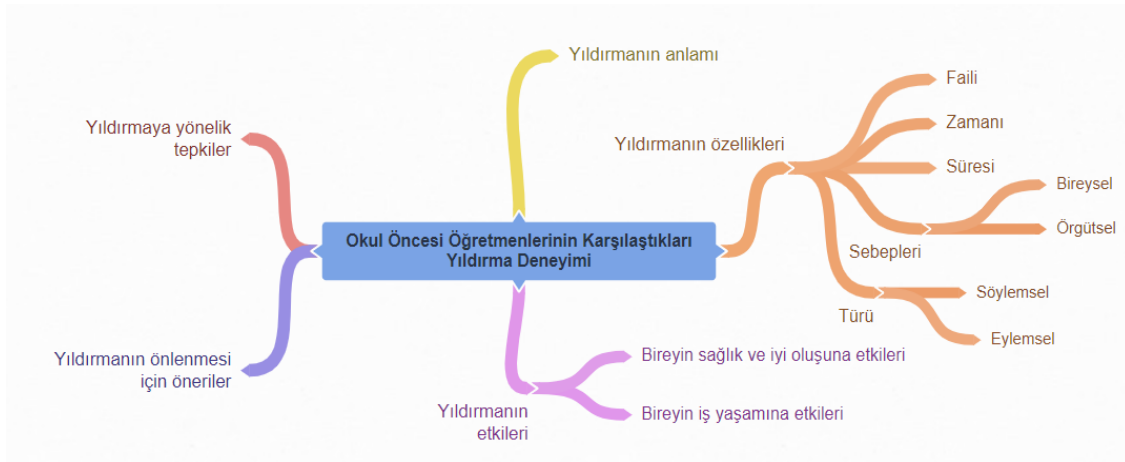 Yıldırmanın anlamı
Yıldırmaya yönelik
tepkiler
Yıldırmanın özellikleri
Faili
Zamanı
Süresi
Sebepleri
Bireysel
Örgütsel
Türü
Söylemsel
Eylemsel
Okul Öncesi Öğretmenlerinin Karşılaştıkları
Yıldırma Deneyimi
Yıldırmanın önlenmesi
için öneriler
Yıldırmanın
etkileri
Bireyin sağlık ve iyi oluşuna etkileri
Bireyin iş yaşamına etkileri